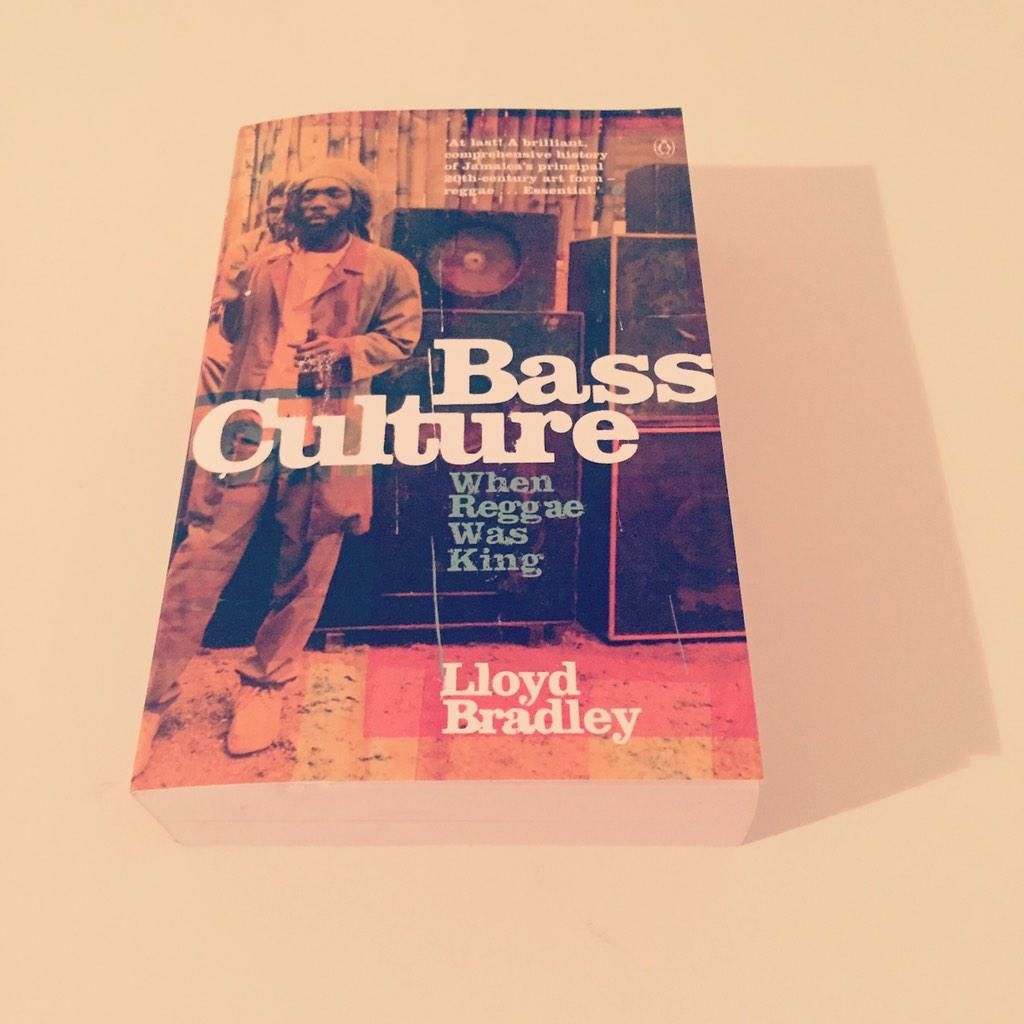 'At last! A brilliant,
comprehensive history
of Jamaica's principal
20th-century art form –
reggae ... Essential.'
Bass
Culture
When
Reggae
Was
King
Lloyd
Bradley